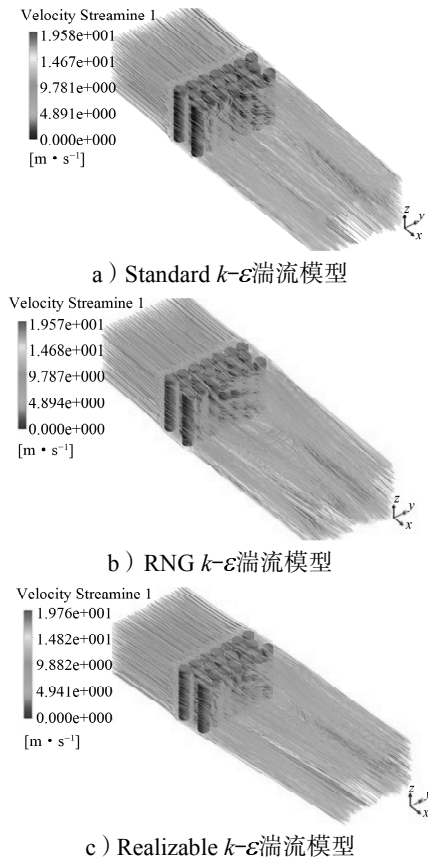 Velocity Streamine 1
1.958e+001
1.467e+001
9.781e+000
4.891e+000
0.000e+000
[m · s⁻¹]
z
y
x
a）Standard k-ε湍流模型
Velocity Streamine 1
1.957e+001
1.468e+001
9.787e+000
4.894e+000
0.000e+000
[m · s⁻¹]
z
y
x
b）RNG k-ε湍流模型
Velocity Streamine 1
1.976e+001
1.482e+001
9.882e+000
4.941e+000
0.000e+000
[m · s⁻¹]
z
y
x
c）Realizable k-ε湍流模型